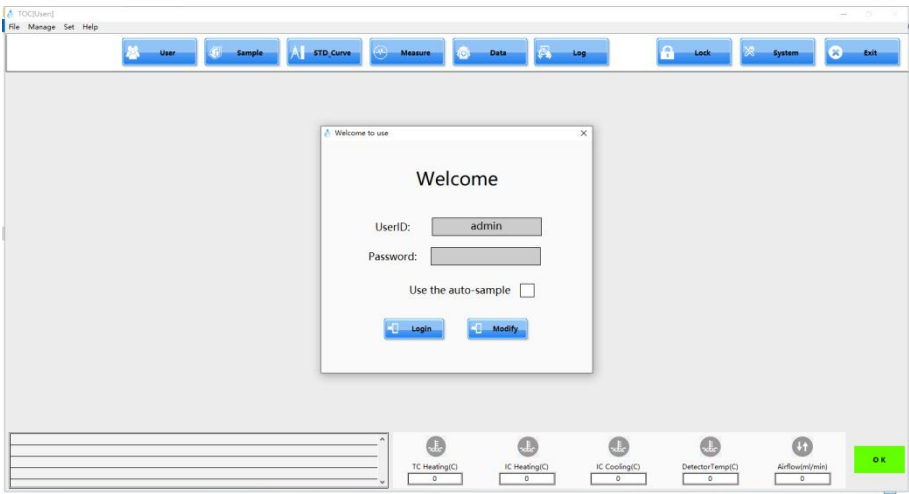 TOC[User:]
File Manage Set Help
User Sample STD_Curve Measure Data Log Lock System Exit
Welcome to use
Welcome
UserID: admin
Password:
Use the auto-sample
Login Modify
TC Heating(C) IC Heating(C) IC Cooling(C) DetectorTemp(C) Airflow(ml/min)
0 0 0 0 0
O K